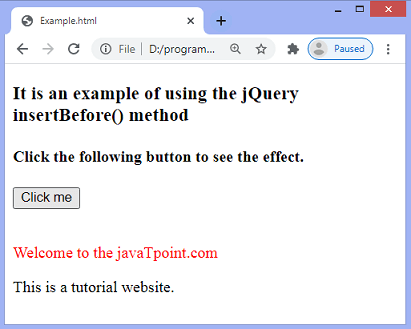 Example.html
File | D:/program...
Paused
It is an example of using the jQuery
insertBefore() method
Click the following button to see the effect.
Click me
Welcome to the javaTpoint.com
This is a tutorial website.